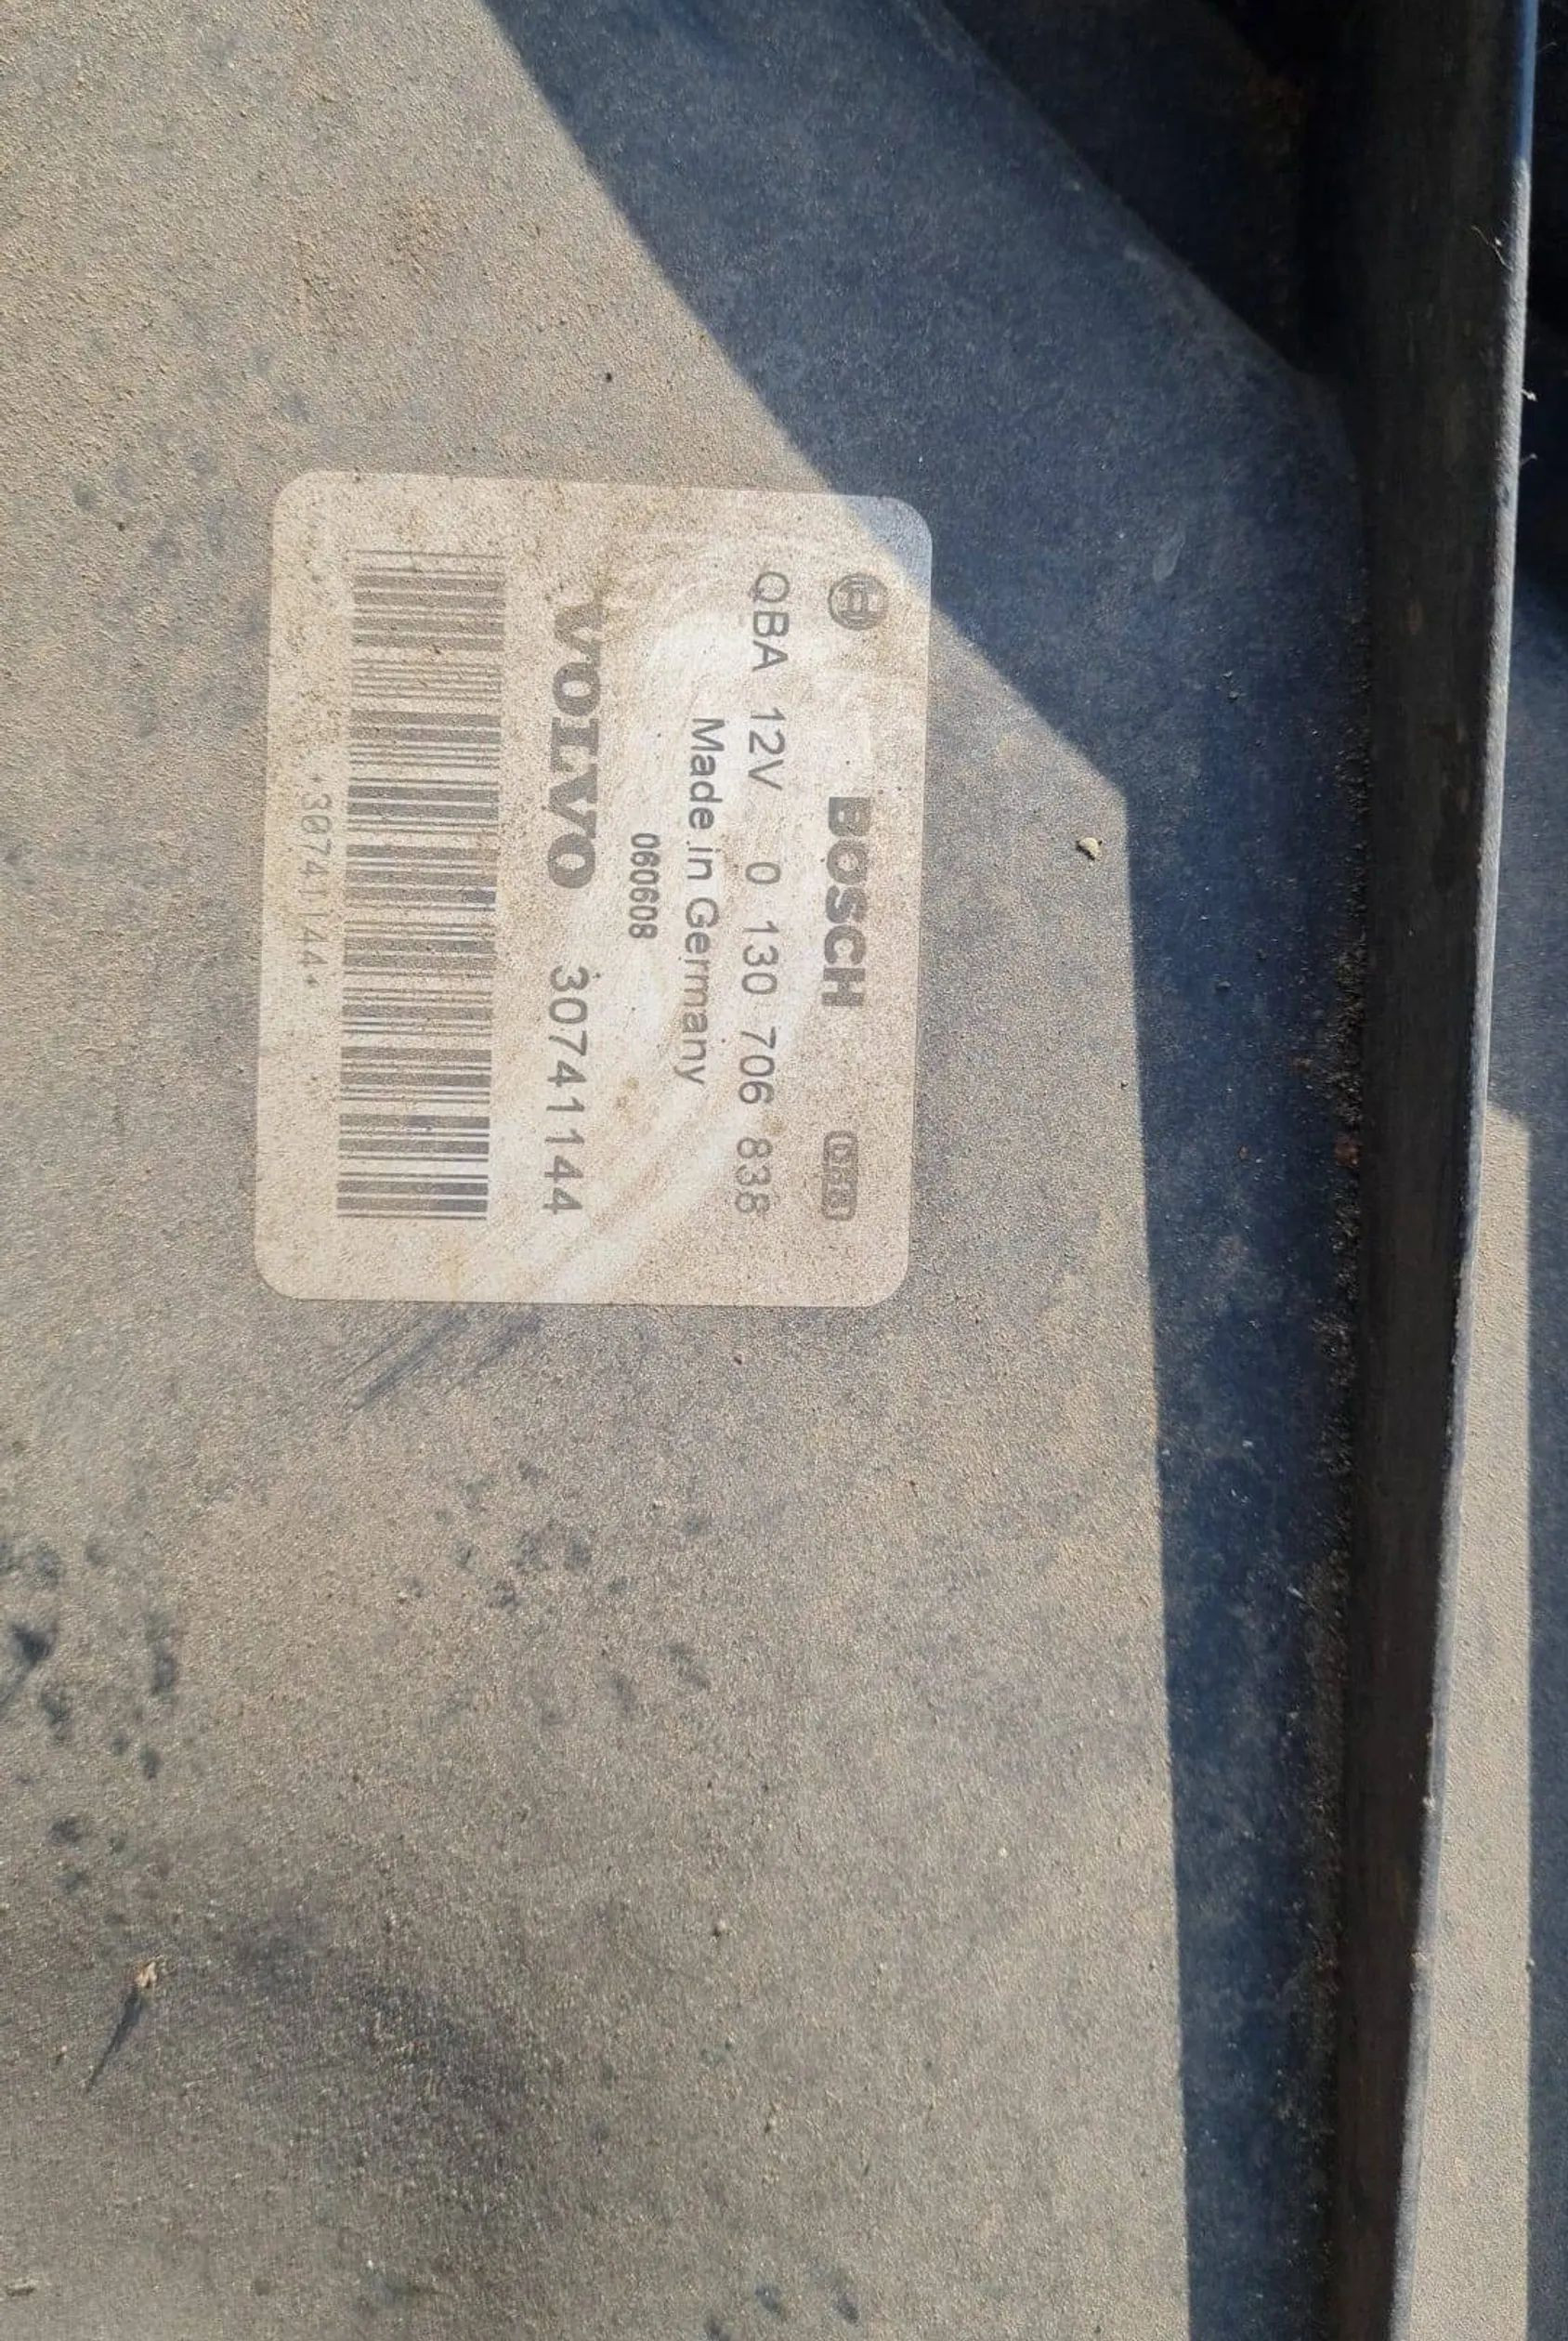 BOSCH
QBA 12V 0 130 706 838
Made in Germany
060608
VOLVO 30741144
*30741144*